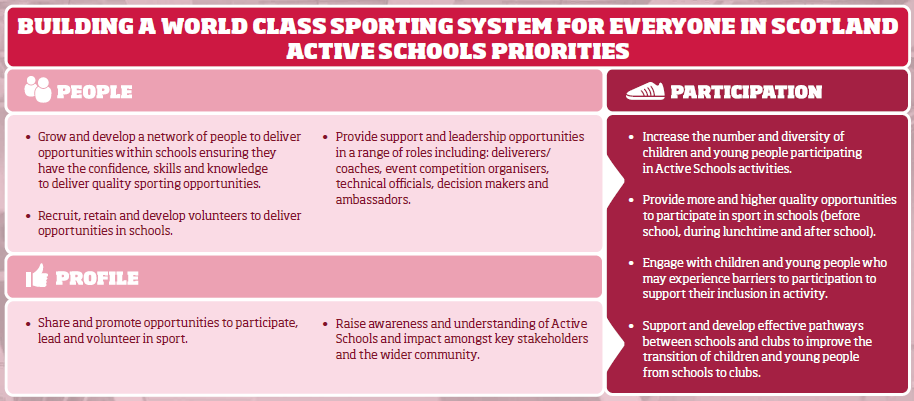 BUILDING A WORLD CLASS SPORTING SYSTEM FOR EVERYONE IN SCOTLAND
ACTIVE SCHOOLS PRIORITIES
PEOPLE
• Grow and develop a network of people to deliver
opportunities within schools ensuring they
have the confidence, skills and knowledge
to deliver quality sporting opportunities.
• Recruit, retain and develop volunteers to deliver
opportunities in schools.
• Provide support and leadership opportunities
in a range of roles including: deliverers/
coaches, event competition organisers,
technical officials, decision makers and
ambassadors.
PROFILE
• Share and promote opportunities to participate,
lead and volunteer in sport.
• Raise awareness and understanding of Active
Schools and impact amongst key stakeholders
and the wider community.
PARTICIPATION
• Increase the number and diversity of
children and young people participating
in Active Schools activities.
• Provide more and higher quality opportunities
to participate in sport in schools (before
school, during lunchtime and after school).
• Engage with children and young people who
may experience barriers to participation to
support their inclusion in activity.
• Support and develop effective pathways
between schools and clubs to improve the
transition of children and young people
from schools to clubs.